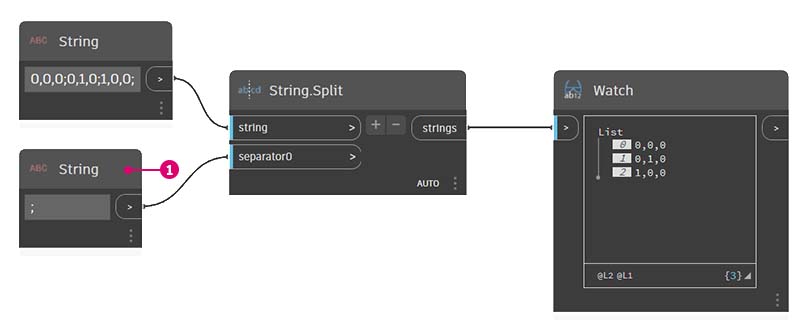 ABC String
0,0,0;0,1,0;1,0,0;
>
ABC String
1
;
>
ab:cd String.Split
string >
+ −
strings
separator0 >
AUTO
ab12 Watch
>
>
List
0 0,0,0
1 0,1,0
2 1,0,0
@L2 @L1 {3}